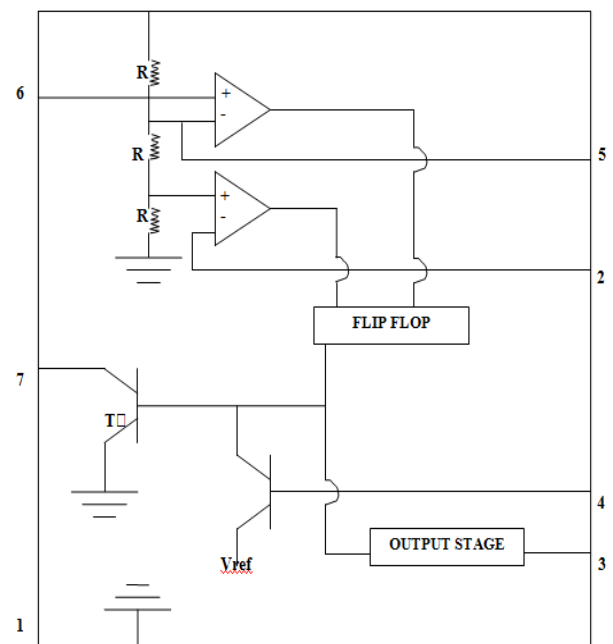 R
6
+
-
R
5
+
R
-
2
FLIP FLOP
7
T□
4
OUTPUT STAGE
Vref
3
1